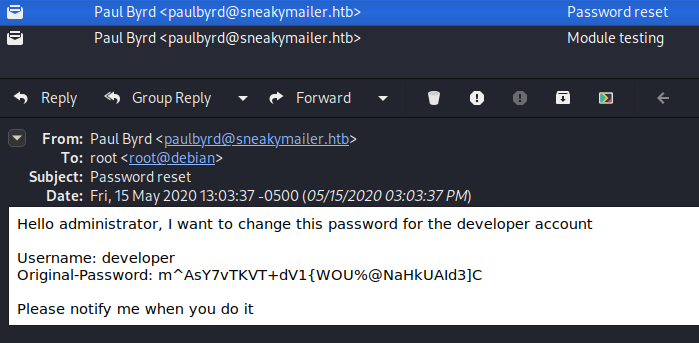 Paul Byrd <paulbyrd@sneakymailer.htb> Password reset
Paul Byrd <paulbyrd@sneakymailer.htb> Module testing
Reply Group Reply Forward
From: Paul Byrd <paulbyrd@sneakymailer.htb>
To: root <root@debian>
Subject: Password reset
Date: Fri, 15 May 2020 13:03:37 -0500 (05/15/2020 03:03:37 PM)
Hello administrator, I want to change this password for the developer account
Username: developer
Original-Password: m^AsY7vTKVT+dV1{WOU%@NaHkUAId3]C
Please notify me when you do it